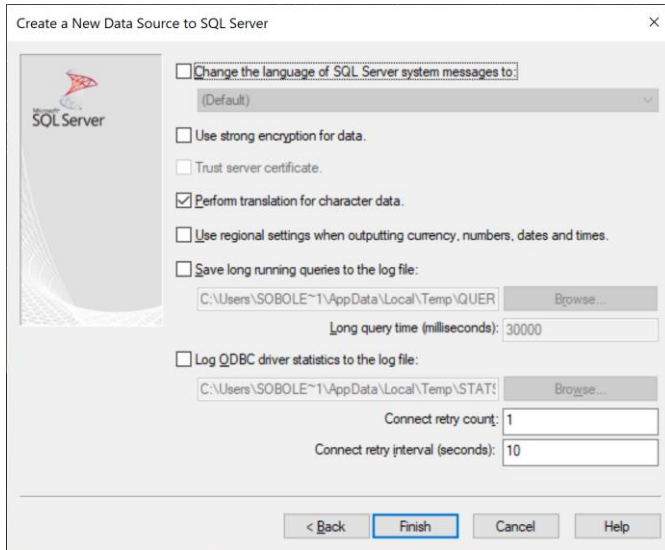 Create a New Data Source to SQL Server
Microsoft
SQL Server
Change the language of SQL Server system messages to:
(Default)
Use strong encryption for data.
Trust server certificate.
Perform translation for character data.
Use regional settings when outputting currency, numbers, dates and times.
Save long running queries to the log file:
C:\Users\SOBOLE~1\AppData\Local\Temp\QUER Browse...
Long query time (milliseconds): 30000
Log ODBC driver statistics to the log file:
C:\Users\SOBOLE~1\AppData\Local\Temp\STATS Browse...
Connect retry count: 1
Connect retry interval (seconds): 10
< Back Finish Cancel Help